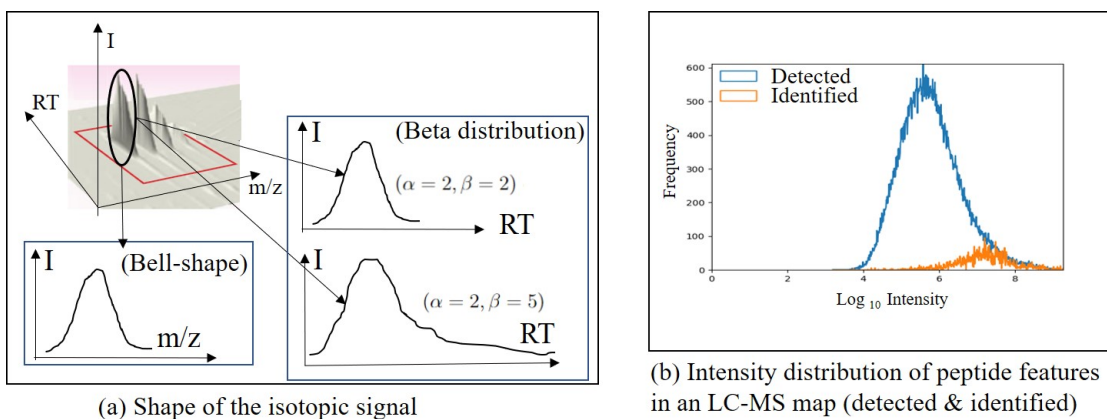 I
RT
m/z
I
(Beta distribution)
(α = 2, β = 2)
RT
I
(α = 2, β = 5)
RT
I
(Bell-shape)
m/z
(a) Shape of the isotopic signal
600
500
400
300
200
100
0
Frequency
Detected
Identified
0 2 4 6 8
Log 10 Intensity
(b) Intensity distribution of peptide features
in an LC-MS map (detected & identified)